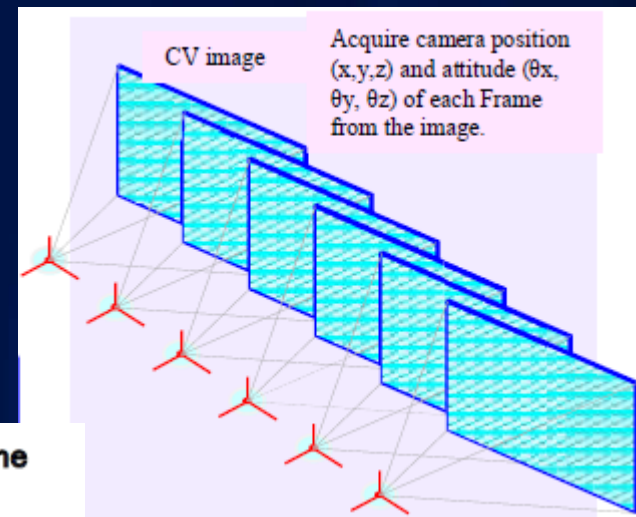 CV image
Acquire camera position
(x,y,z) and attitude (θx,
θy, θz) of each Frame
from the image.